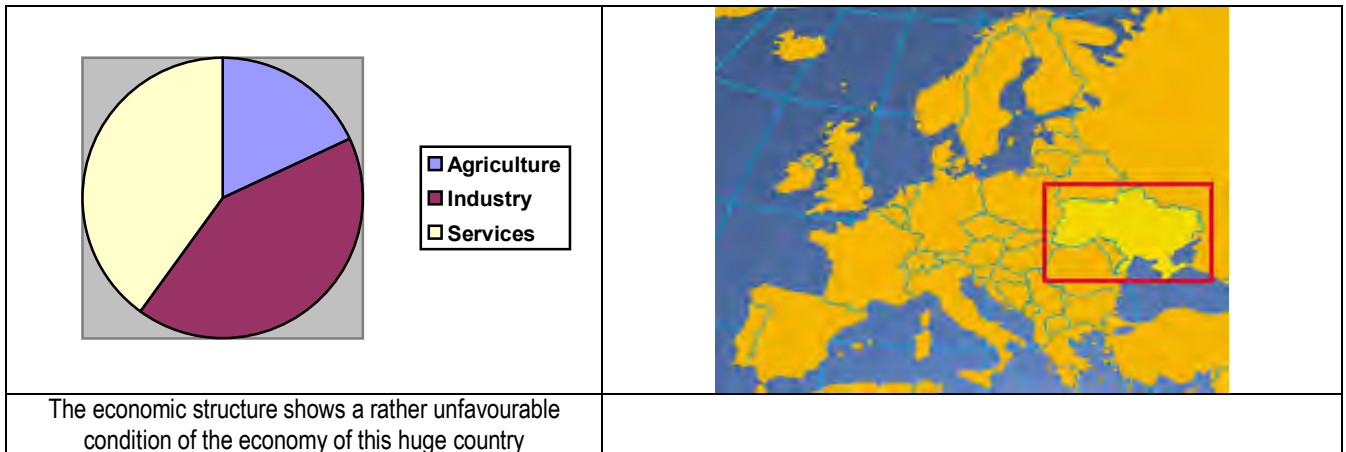 Agriculture
Industry
Services
The economic structure shows a rather unfavourable
condition of the economy of this huge country